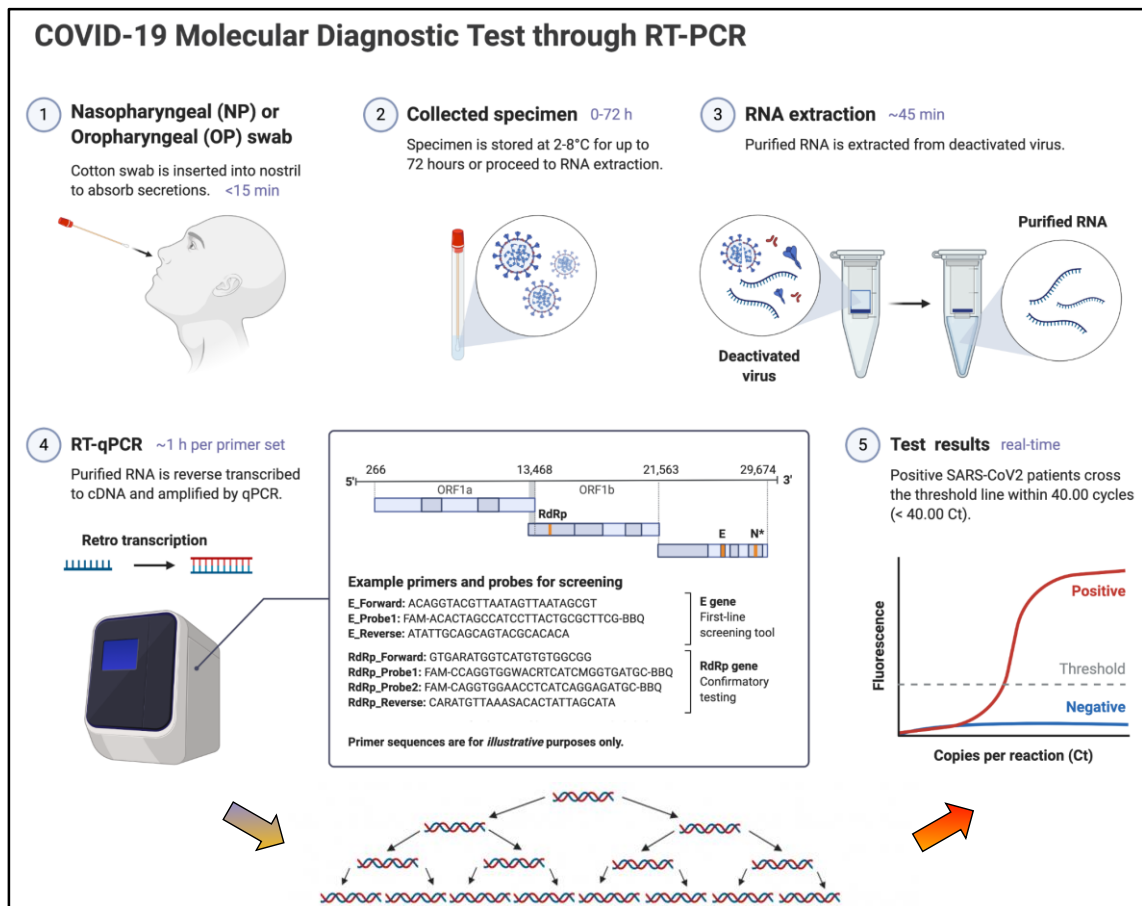 COVID-19 Molecular Diagnostic Test through RT-PCR
1
Nasopharyngeal (NP) or
Oropharyngeal (OP) swab
Cotton swab is inserted into nostril
to absorb secretions. <15 min
2
Collected specimen 0-72 h
Specimen is stored at 2-8°C for up to
72 hours or proceed to RNA extraction.
3
RNA extraction ~45 min
Purified RNA is extracted from deactivated virus.
Purified RNA
Deactivated
virus
4
RT-qPCR ~1 h per primer set
Purified RNA is reverse transcribed
to cDNA and amplified by qPCR.
Retro transcription
266 13,468 21,563 29,674
5' 3'
ORF1a ORF1b
RdRp
E N*
Example primers and probes for screening
E_Forward: ACAGGTACGTTAATAGTTAATAGCGT
E_Probe1: FAM-ACACTAGCCATCCTTACTGCGCTTCG-BBQ
E_Reverse: ATATTGCAGCAGTACGCACACA
E gene
First-line
screening tool
RdRp_Forward: GTGARATGGTCATGTGTGGCGG
RdRp_Probe1: FAM-CCAGGTGGWACRTCATCMGGTGATGC-BBQ
RdRp_Probe2: FAM-CAGGTGGAACCTCATCAGGAGATGC-BBQ
RdRp_Reverse: CARATGTTAAASACACTATTAGCATA
RdRp gene
Confirmatory
testing
Primer sequences are for illustrative purposes only.
5
Test results real-time
Positive SARS-CoV2 patients cross
the threshold line within 40.00 cycles
(< 40.00 Ct).
Fluorescence
Positive
Threshold
Negative
Copies per reaction (Ct)